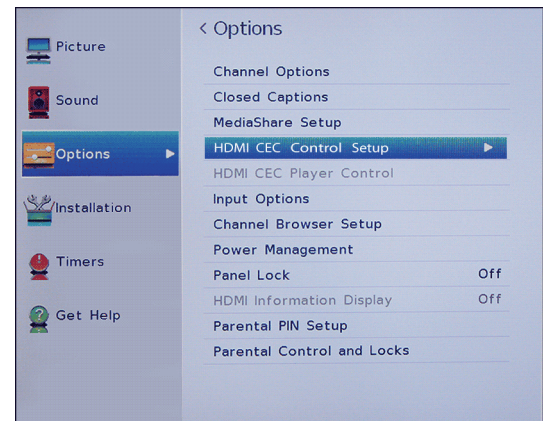 Picture
Sound
Options
Installation
Timers
Get Help
< Options
Channel Options
Closed Captions
MediaShare Setup
HDMI CEC Control Setup
HDMI CEC Player Control
Input Options
Channel Browser Setup
Power Management
Panel Lock Off
HDMI Information Display Off
Parental PIN Setup
Parental Control and Locks